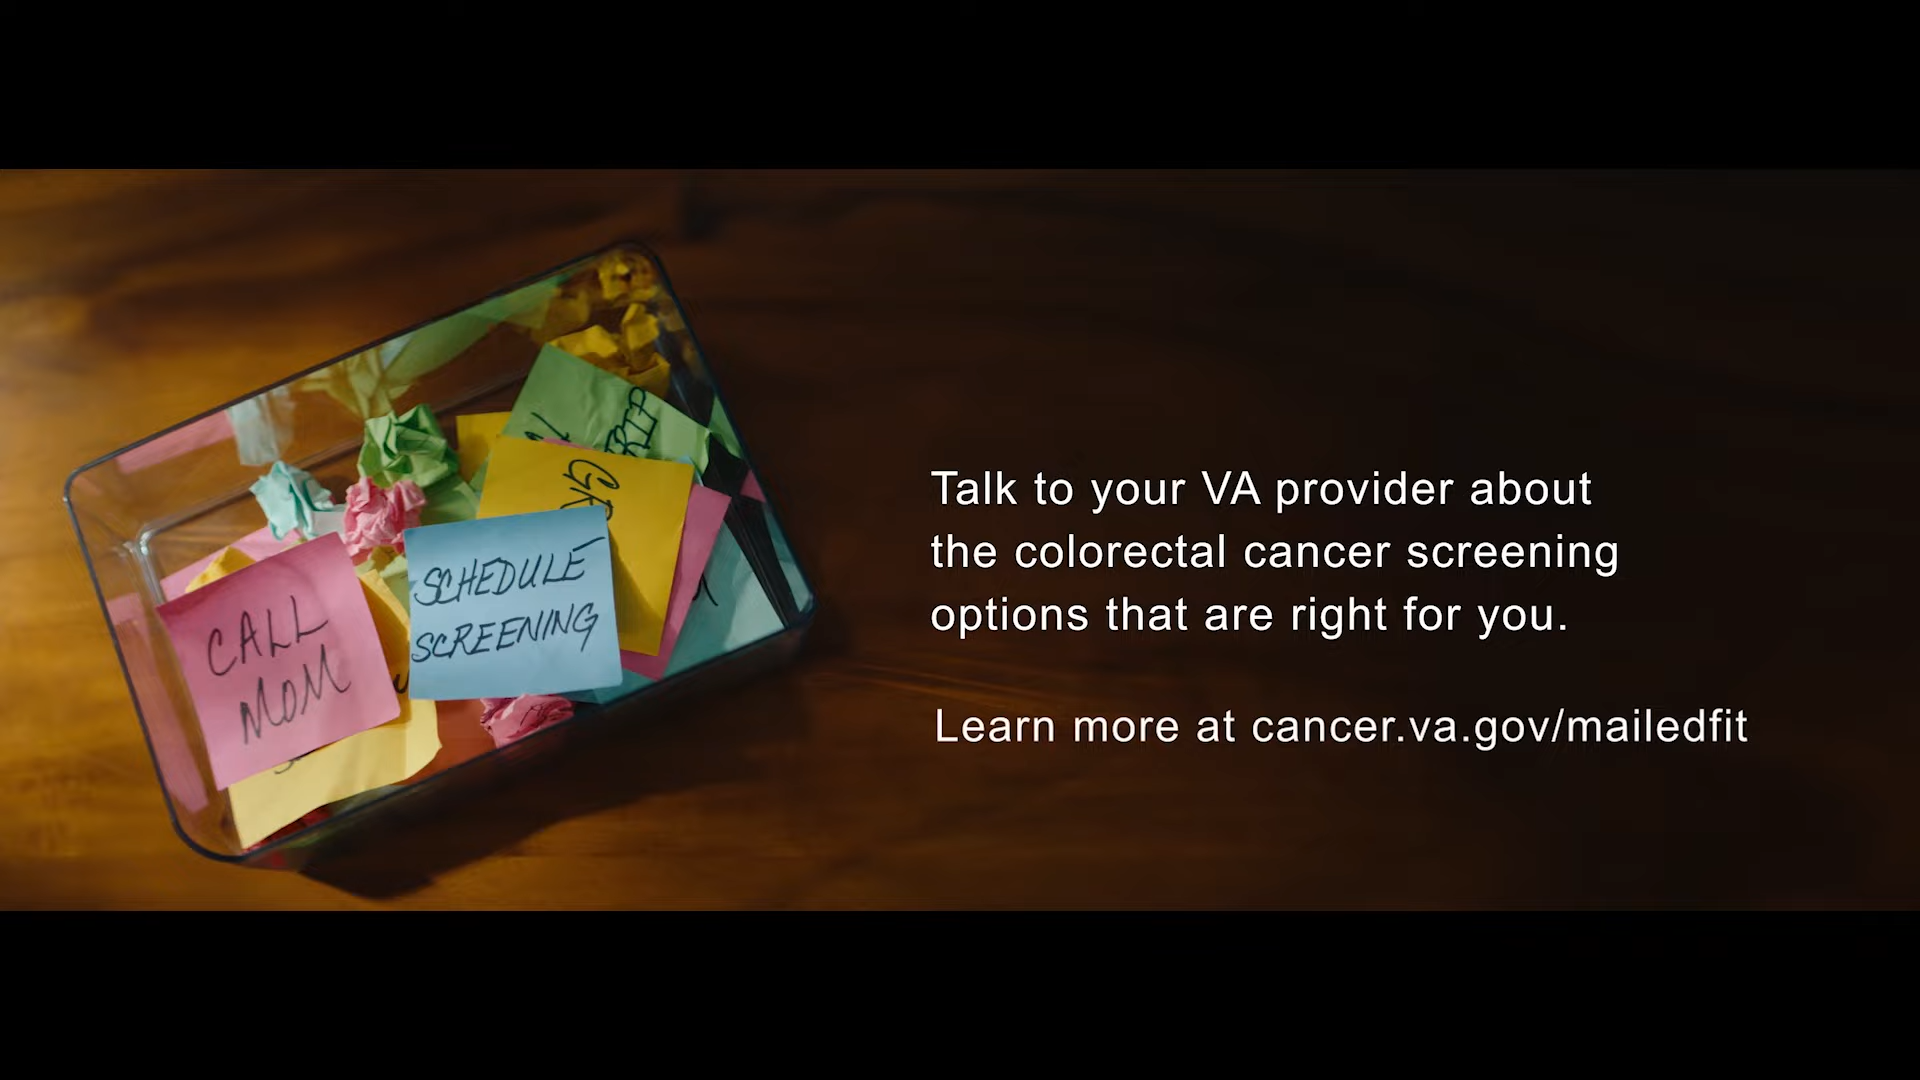 CALL
MOM
SCHEDULE
SCREENING
Talk to your VA provider about
the colorectal cancer screening
options that are right for you.
Learn more at cancer.va.gov/mailedfit